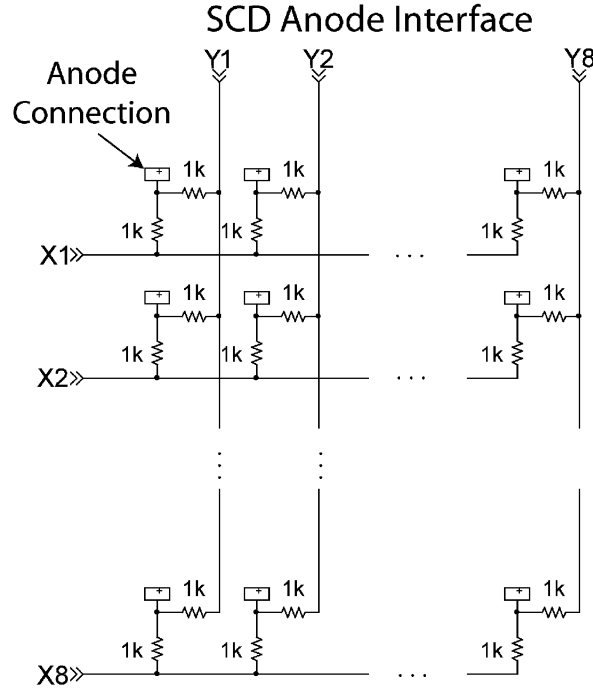 SCD Anode Interface
Y1 Y2 Y8
Anode
Connection
+ + +
1k 1k 1k
1k 1k 1k
X1 ...
+ + +
1k 1k 1k
1k 1k 1k
X2 ...
+ + +
1k 1k 1k
1k 1k 1k
X8 ...